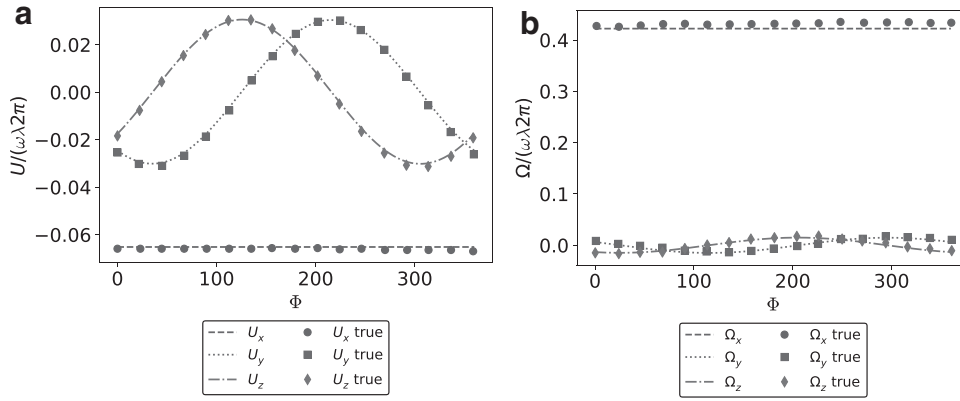 a
0.02
0.00
−0.02
−0.04
−0.06
U/(ωλ2π)
0 100 200 300
Φ
U_x U_x true
U_y U_y true
U_z U_z true
b
0.4
0.3
0.2
0.1
0.0
Ω/(ωλ2π)
0 100 200 300
Φ
Ω_x Ω_x true
Ω_y Ω_y true
Ω_z Ω_z true